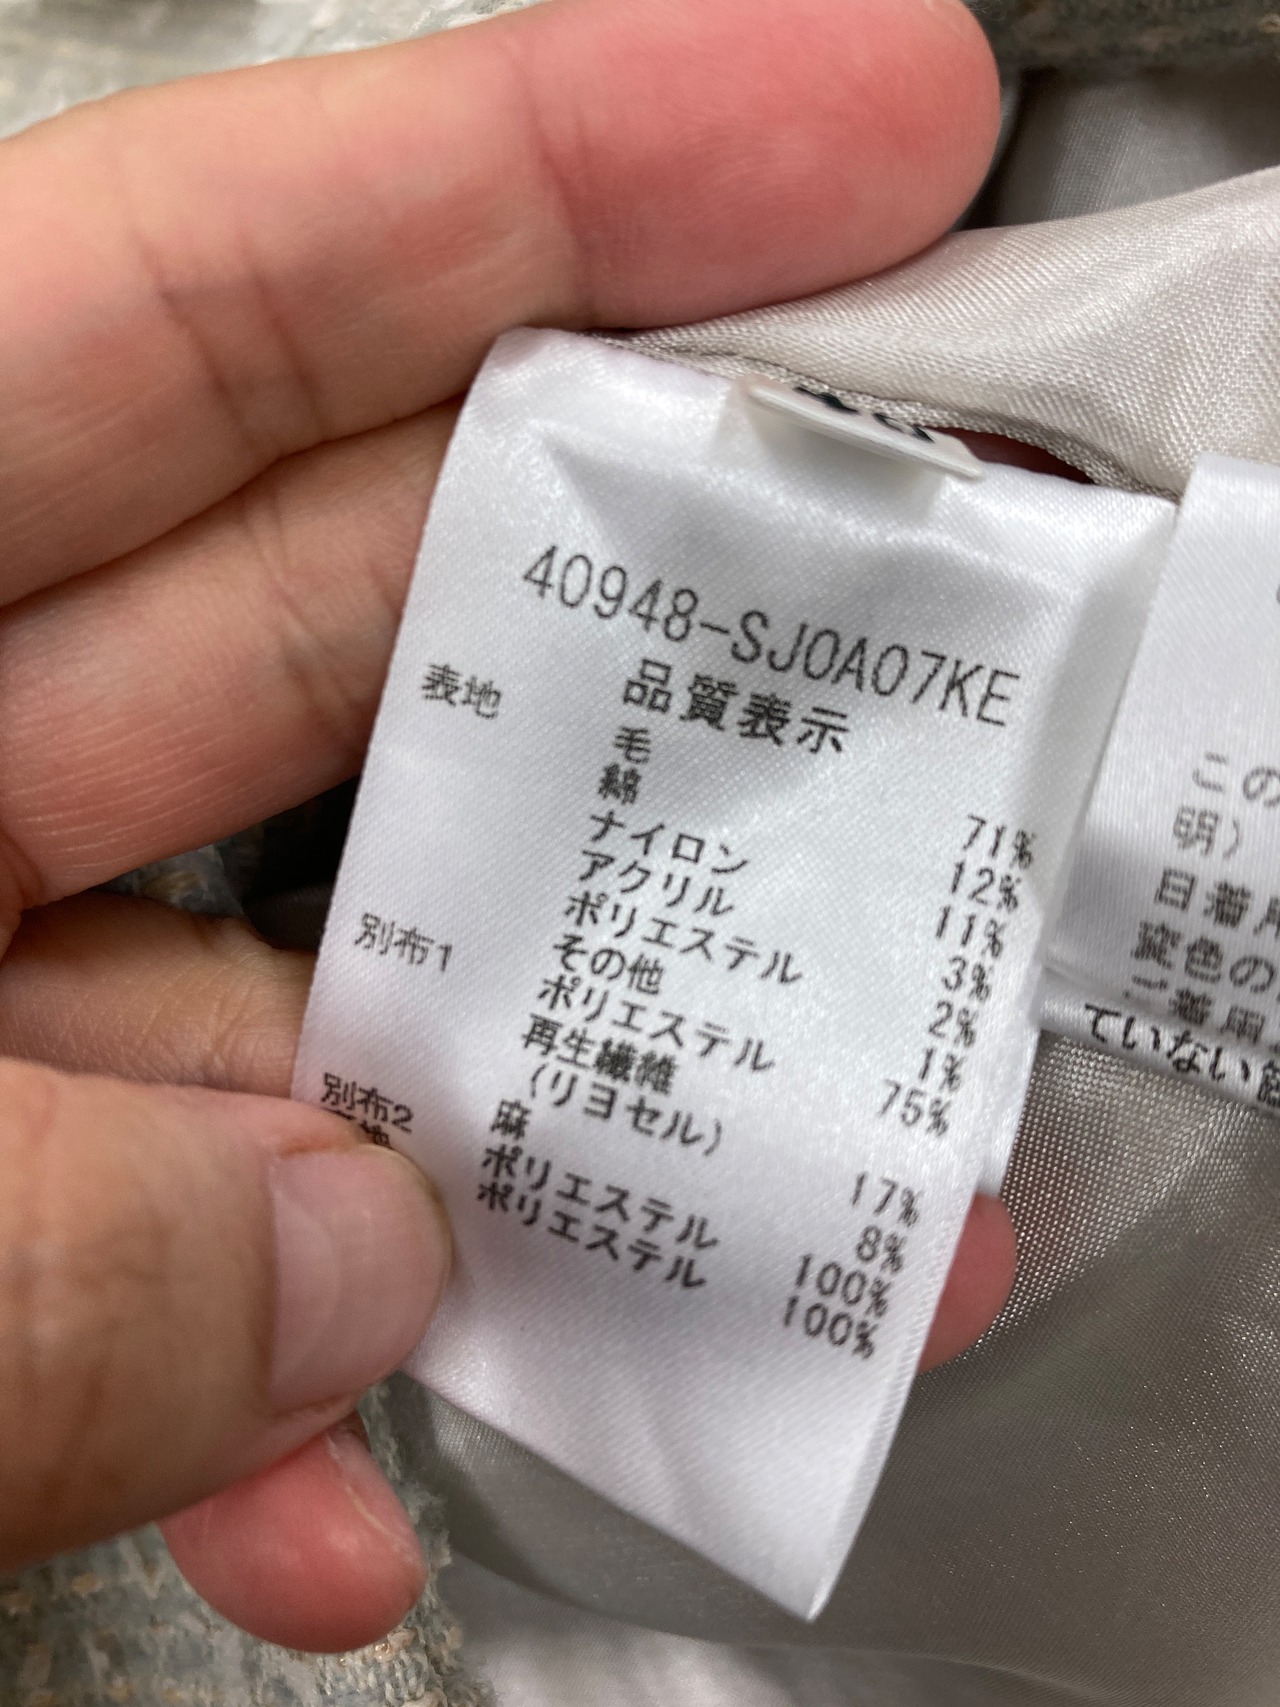 40
40948-SJ0A07KE
品質表示
表地
毛 71%
綿 12%
ナイロン 11%
アクリル 3%
ポリエステル 2%
その他 1%
別布1 ポリエステル 75%
再生繊維
(リヨセル) 17%
麻 8%
別布2 ポリエステル 100%
ポリエステル 100%
この
明)
日着用
変色の
ご着用
ていない